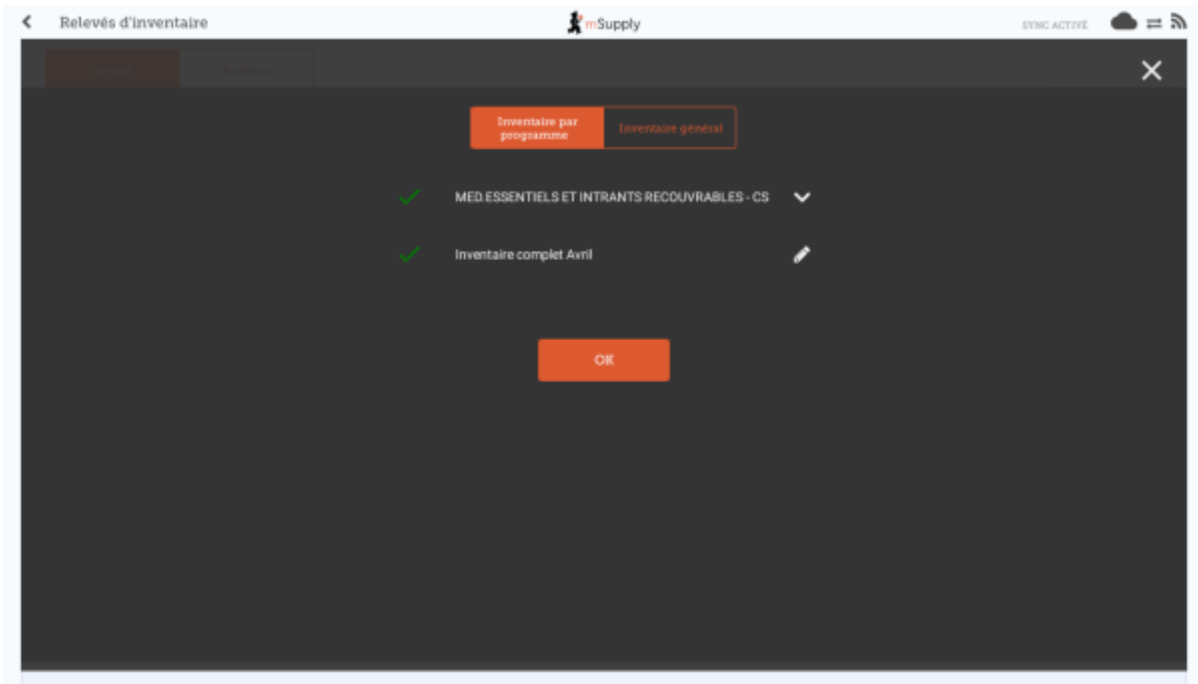 Relevés d'inventaire
mSupply
SYNC ACTIVÉ
Inventaire par
programme
Inventaire général
MED.ESSENTIELS ET INTRANTS RECOUVRABLES - CS
Inventaire complet Avril
OK